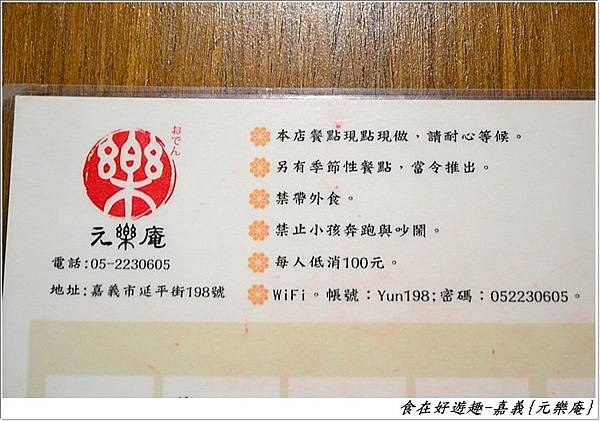 樂
おでん
元樂庵
電話:05-2230605
地址:嘉義市延平街198號
本店餐點現點現做,請耐心等候。
另有季節性餐點,當令推出。
禁帶外食。
禁止小孩奔跑與吵鬧。
每人低消100元。
WiFi。帳號:Yun198;密碼:052230605。
食在好遊趣-嘉義{元樂庵}